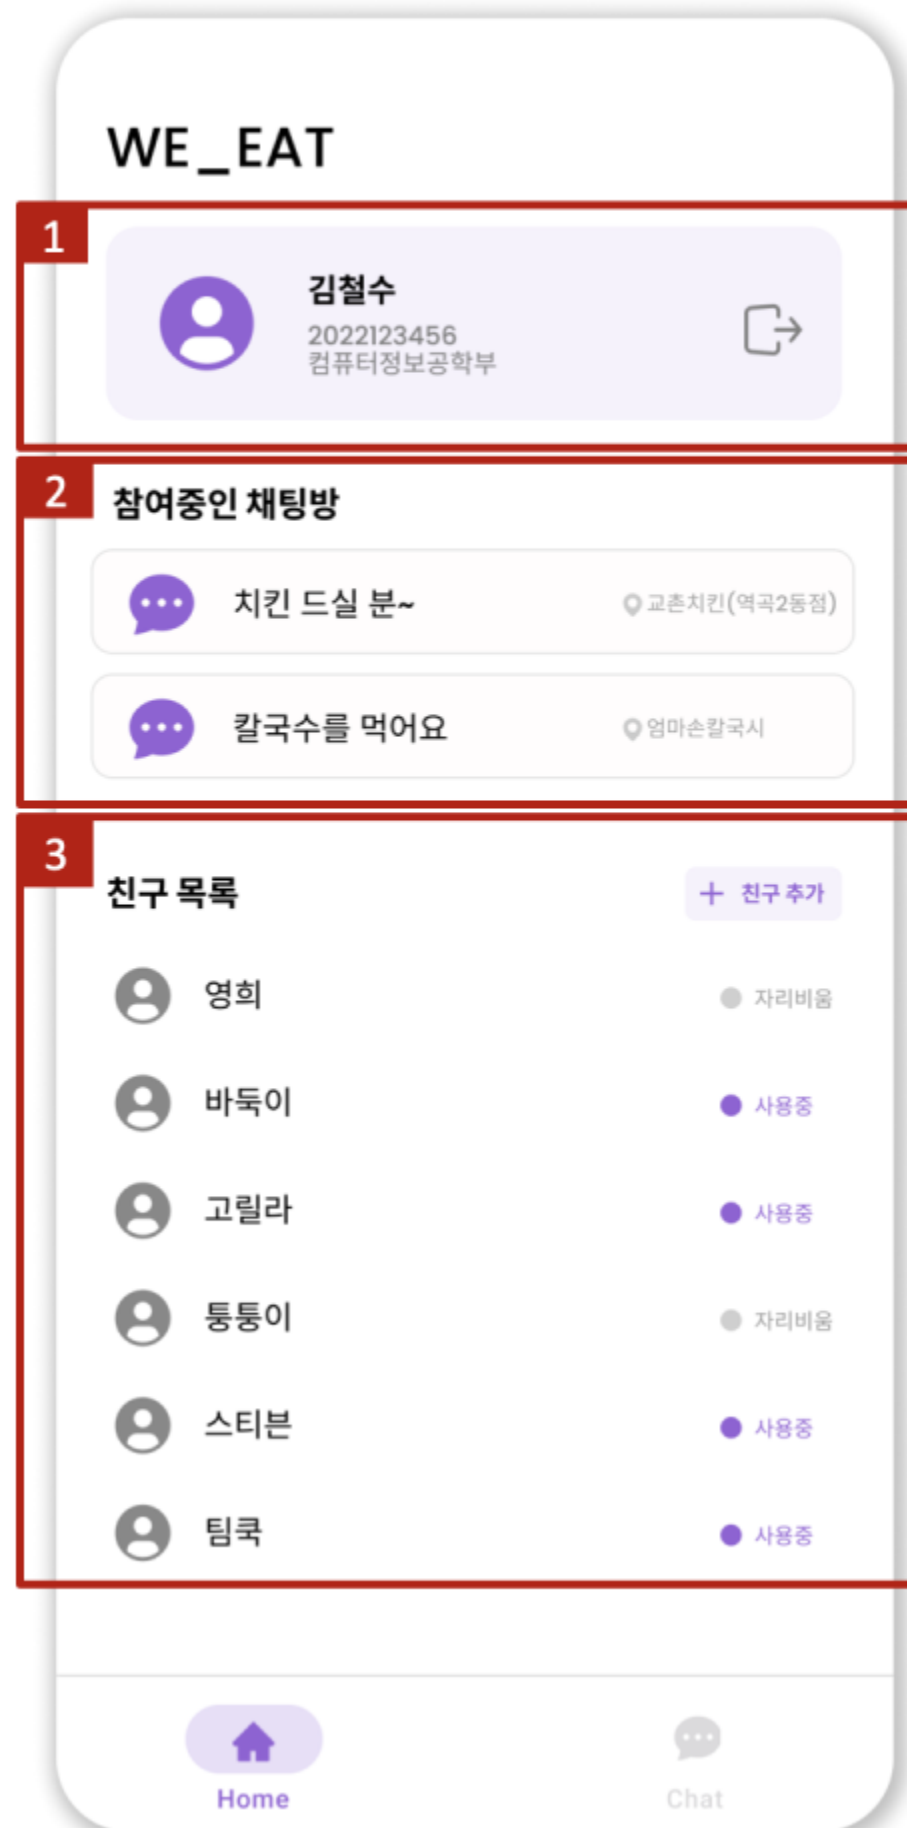 WE_EAT
1
김철수
2022123456
컴퓨터정보공학부
2
참여중인 채팅방
치킨 드실 분~
교촌치킨(역곡2동점)
칼국수를 먹어요
엄마손칼국시
3
친구 목록
+ 친구 추가
영희
자리비움
바둑이
사용중
고릴라
사용중
퉁퉁이
자리비움
스티븐
사용중
팀쿡
사용중
Home
Chat